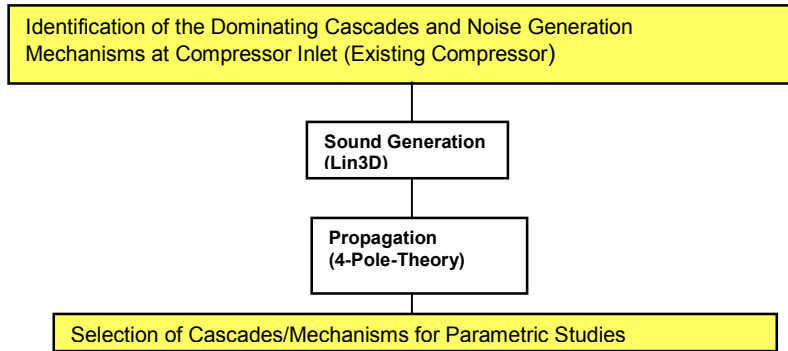 Identification of the Dominating Cascades and Noise Generation
Mechanisms at Compressor Inlet (Existing Compressor)
Sound Generation
(Lin3D)
Propagation
(4-Pole-Theory)
Selection of Cascades/Mechanisms for Parametric Studies